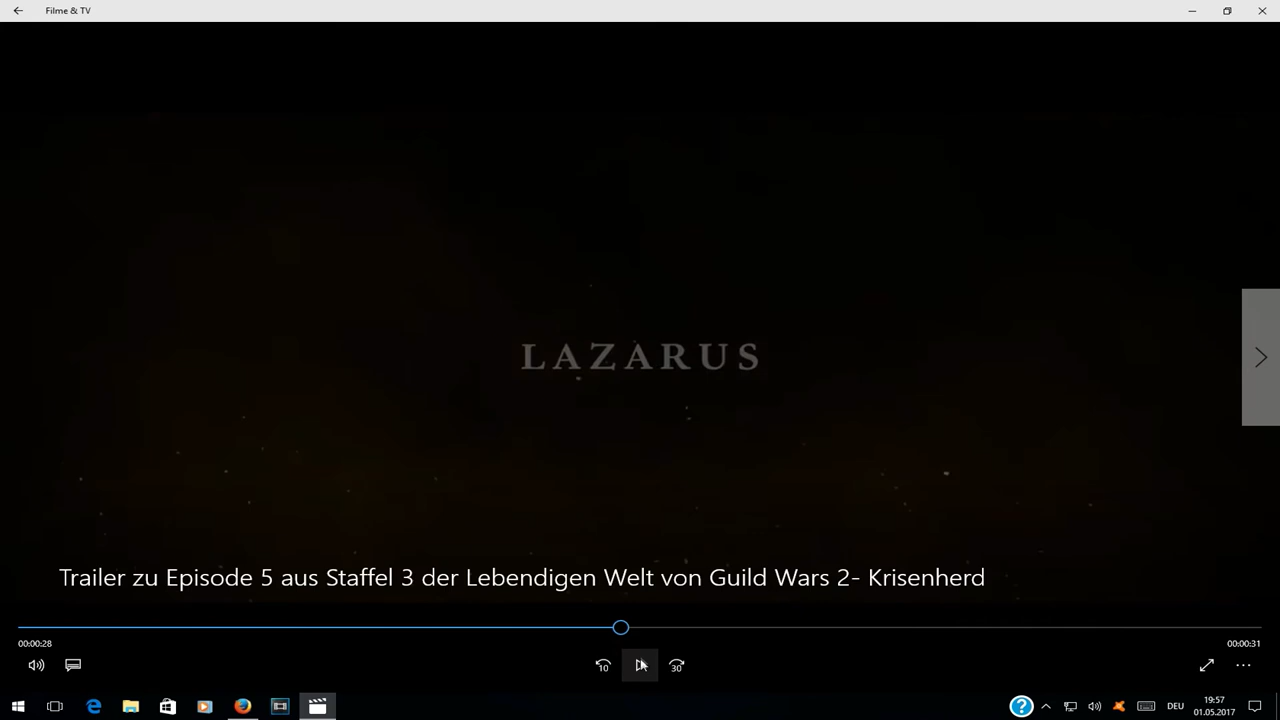 Filme & TV
LAZARUS
Trailer zu Episode 5 aus Staffel 3 der Lebendigen Welt von Guild Wars 2- Krisenherd
00:00:28
00:00:31
10
30
DEU
19:57
01.05.2017